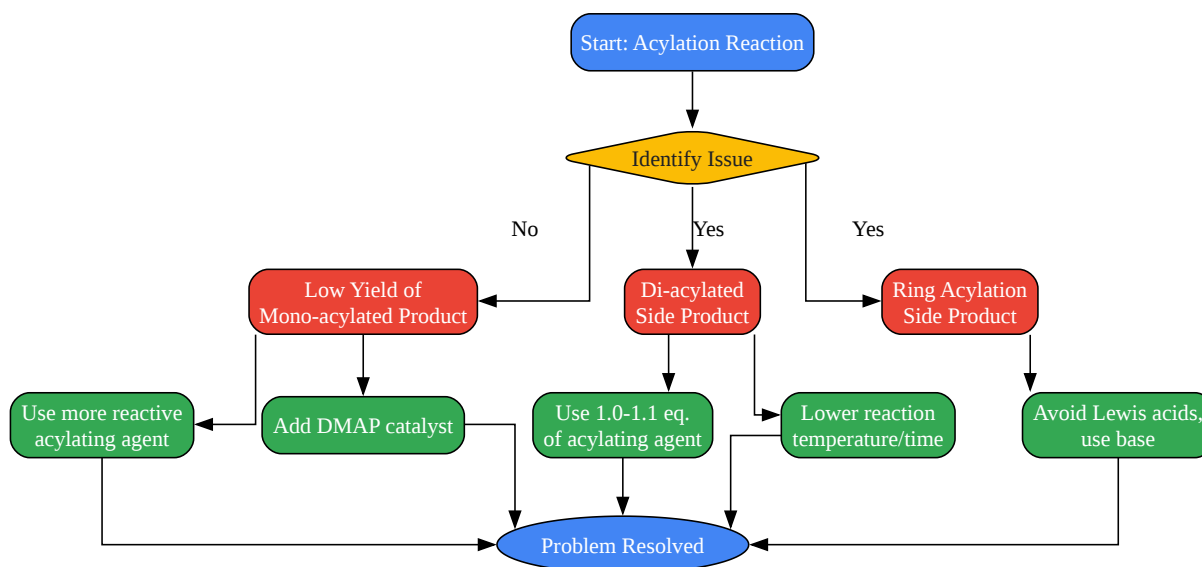 Start: Acylation Reaction
Identify Issue
No
Yes
Yes
Low Yield of
Mono-acylated Product
Di-acylated
Side Product
Ring Acylation
Side Product
Use more reactive
acylating agent
Add DMAP catalyst
Use 1.0-1.1 eq.
of acylating agent
Lower reaction
temperature/time
Avoid Lewis acids,
use base
Problem Resolved